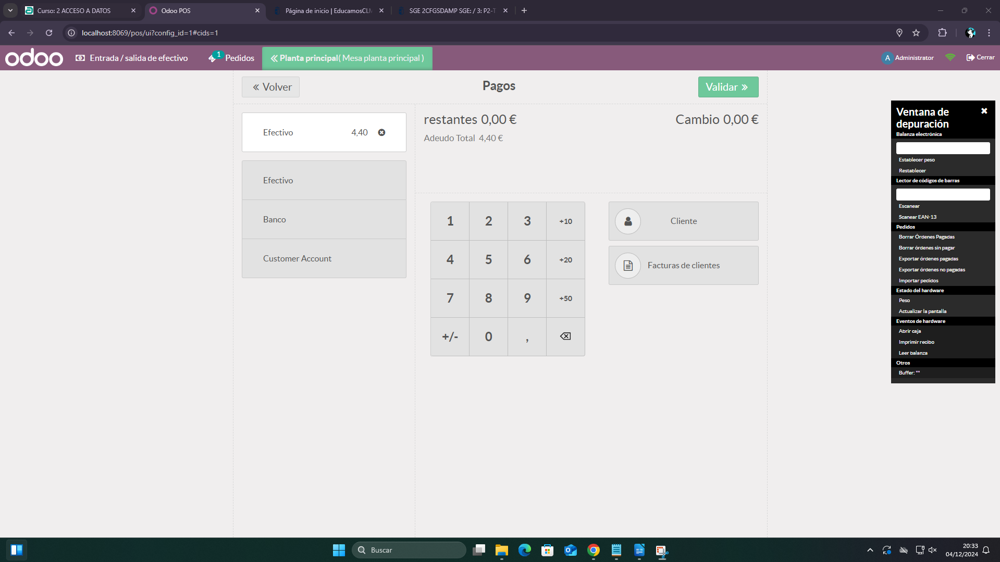 Curso: 2 ACCESO A DATOS
Odoo POS
Página de inicio | EducamosCLM
SGE 2CFGSDAMP SGE: / 3: P2-T
localhost:8069/pos/ui?config_id=1#cids=1
odoo
Entrada / salida de efectivo
1
Pedidos
Planta principal( Mesa planta principal )
A
Administrator
Cerrar
Volver
Pagos
Validar
Efectivo 4,40
restantes 0,00 €
Cambio 0,00 €
Adeudo Total 4,40 €
Efectivo
Banco
Customer Account
1 2 3 +10
4 5 6 +20
7 8 9 +50
+/- 0 ,
Cliente
Facturas de clientes
Ventana de
depuración
Balanza electrónica
Establecer peso
Restablecer
Lector de códigos de barras
Escanear
Scanear EAN-13
Pedidos
Borrar Órdenes Pagadas
Borrar órdenes sin pagar
Exportar órdenes pagadas
Exportar órdenes no pagadas
Importar pedidos
Estado del hardware
Peso
Actualizar la pantalla
Eventos de hardware
Abrir caja
Imprimir recibo
Leer balanza
Otros
Buffer: ""
Buscar
20:33
04/12/2024